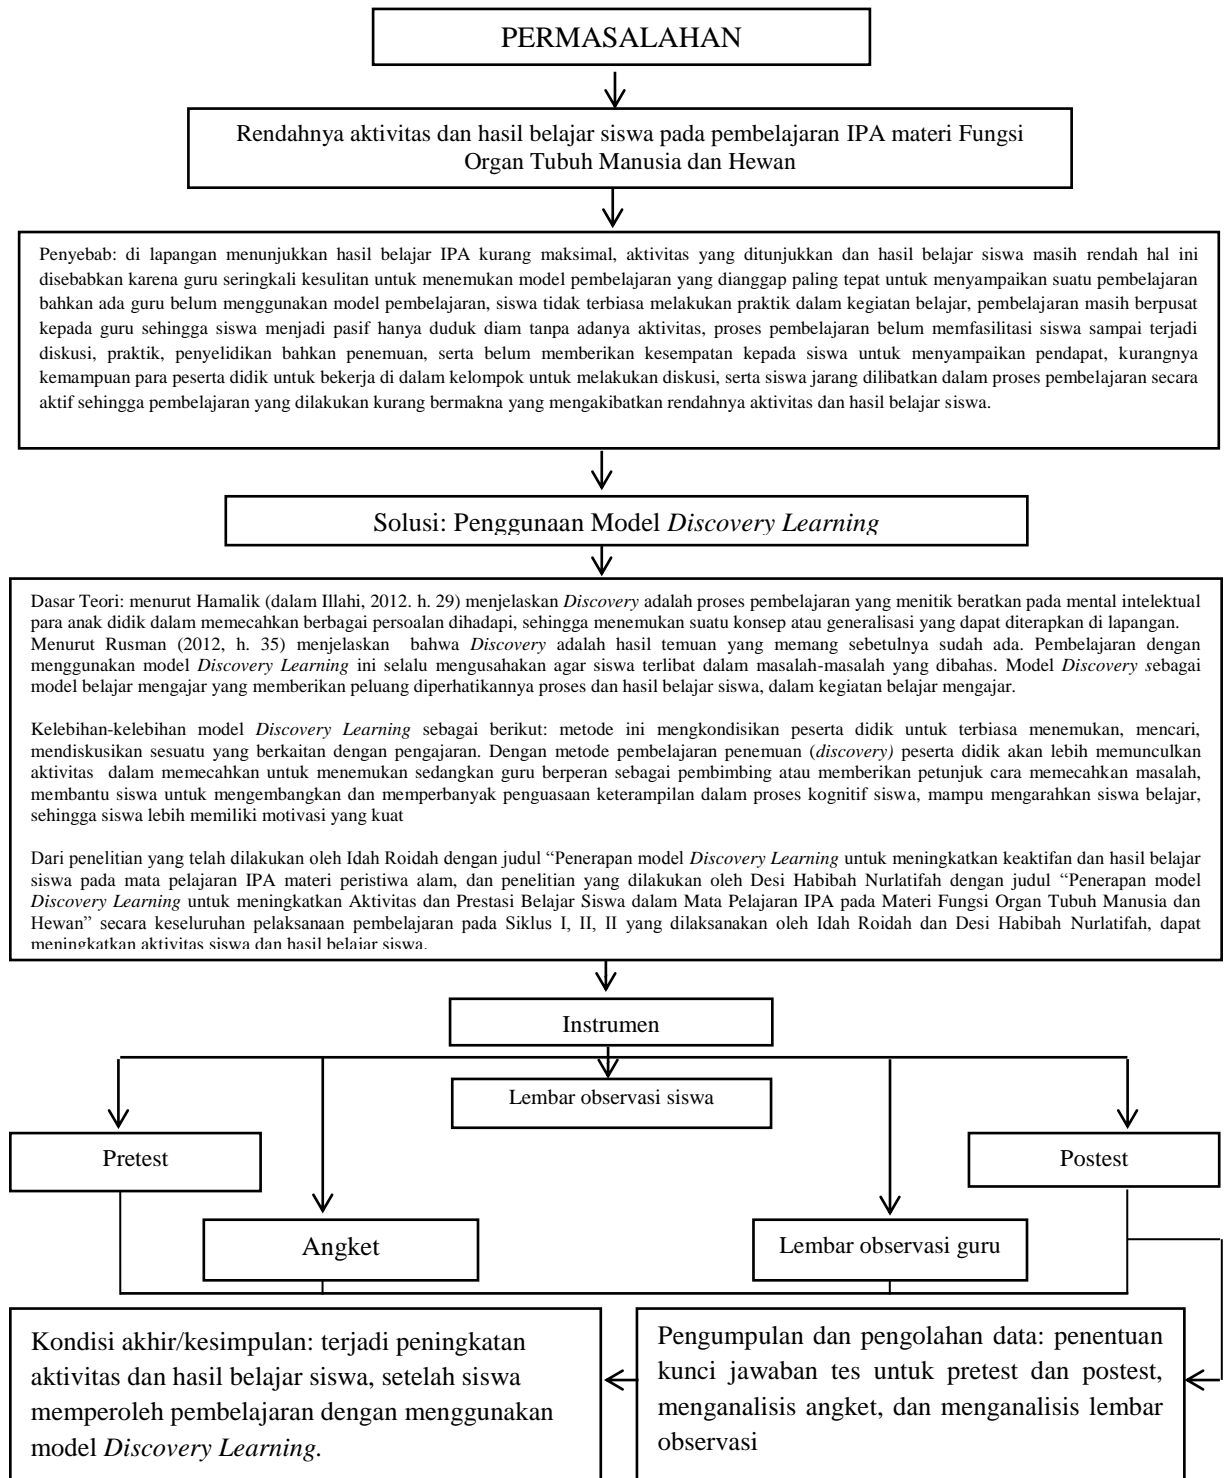 PERMASALAHAN
Rendahnya aktivitas dan hasil belajar siswa pada pembelajaran IPA materi Fungsi
Organ Tubuh Manusia dan Hewan
Penyebab: di lapangan menunjukkan hasil belajar IPA kurang maksimal, aktivitas yang ditunjukkan dan hasil belajar siswa masih rendah hal ini
disebabkan karena guru seringkali kesulitan untuk menemukan model pembelajaran yang dianggap paling tepat untuk menyampaikan suatu pembelajaran
bahkan ada guru belum menggunakan model pembelajaran, siswa tidak terbiasa melakukan praktik dalam kegiatan belajar, pembelajaran masih berpusat
kepada guru sehingga siswa menjadi pasif hanya duduk diam tanpa adanya aktivitas, proses pembelajaran belum memfasilitasi siswa sampai terjadi
diskusi, praktik, penyelidikan bahkan penemuan, serta belum memberikan kesempatan kepada siswa untuk menyampaikan pendapat, kurangnya
kemampuan para peserta didik untuk bekerja di dalam kelompok untuk melakukan diskusi, serta siswa jarang dilibatkan dalam proses pembelajaran secara
aktif sehingga pembelajaran yang dilakukan kurang bermakna yang mengakibatkan rendahnya aktivitas dan hasil belajar siswa.
Solusi: Penggunaan Model Discovery Learning
Dasar Teori: menurut Hamalik (dalam Illahi, 2012. h. 29) menjelaskan Discovery adalah proses pembelajaran yang menitik beratkan pada mental intelektual
para anak didik dalam memecahkan berbagai persoalan dihadapi, sehingga menemukan suatu konsep atau generalisasi yang dapat diterapkan di lapangan.
Menurut Rusman (2012, h. 35) menjelaskan bahwa Discovery adalah hasil temuan yang memang sebetulnya sudah ada. Pembelajaran dengan
menggunakan model Discovery Learning ini selalu mengusahakan agar siswa terlibat dalam masalah-masalah yang dibahas. Model Discovery sebagai
model belajar mengajar yang memberikan peluang diperhatikannya proses dan hasil belajar siswa, dalam kegiatan belajar mengajar.
Kelebihan-kelebihan model Discovery Learning sebagai berikut: metode ini mengkondisikan peserta didik untuk terbiasa menemukan, mencari,
mendiskusikan sesuatu yang berkaitan dengan pengajaran. Dengan metode pembelajaran penemuan (discovery) peserta didik akan lebih memunculkan
aktivitas dalam memecahkan untuk menemukan sedangkan guru berperan sebagai pembimbing atau memberikan petunjuk cara memecahkan masalah,
membantu siswa untuk mengembangkan dan memperbanyak penguasaan keterampilan dalam proses kognitif siswa, mampu mengarahkan siswa belajar,
sehingga siswa lebih memiliki motivasi yang kuat
Dari penelitian yang telah dilakukan oleh Idah Roidah dengan judul “Penerapan model Discovery Learning untuk meningkatkan keaktifan dan hasil belajar
siswa pada mata pelajaran IPA materi peristiwa alam, dan penelitian yang dilakukan oleh Desi Habibah Nurlatifah dengan judul “Penerapan model
Discovery Learning untuk meningkatkan Aktivitas dan Prestasi Belajar Siswa dalam Mata Pelajaran IPA pada Materi Fungsi Organ Tubuh Manusia dan
Hewan” secara keseluruhan pelaksanaan pembelajaran pada Siklus I, II, II yang dilaksanakan oleh Idah Roidah dan Desi Habibah Nurlatifah, dapat
meningkatkan aktivitas siswa dan hasil belajar siswa.
Instrumen
Lembar observasi siswa
Pretest
Postest
Angket
Lembar observasi guru
Kondisi akhir/kesimpulan: terjadi peningkatan
aktivitas dan hasil belajar siswa, setelah siswa
memperoleh pembelajaran dengan menggunakan
model Discovery Learning.
Pengumpulan dan pengolahan data: penentuan
kunci jawaban tes untuk pretest dan postest,
menganalisis angket, dan menganalisis lembar
observasi